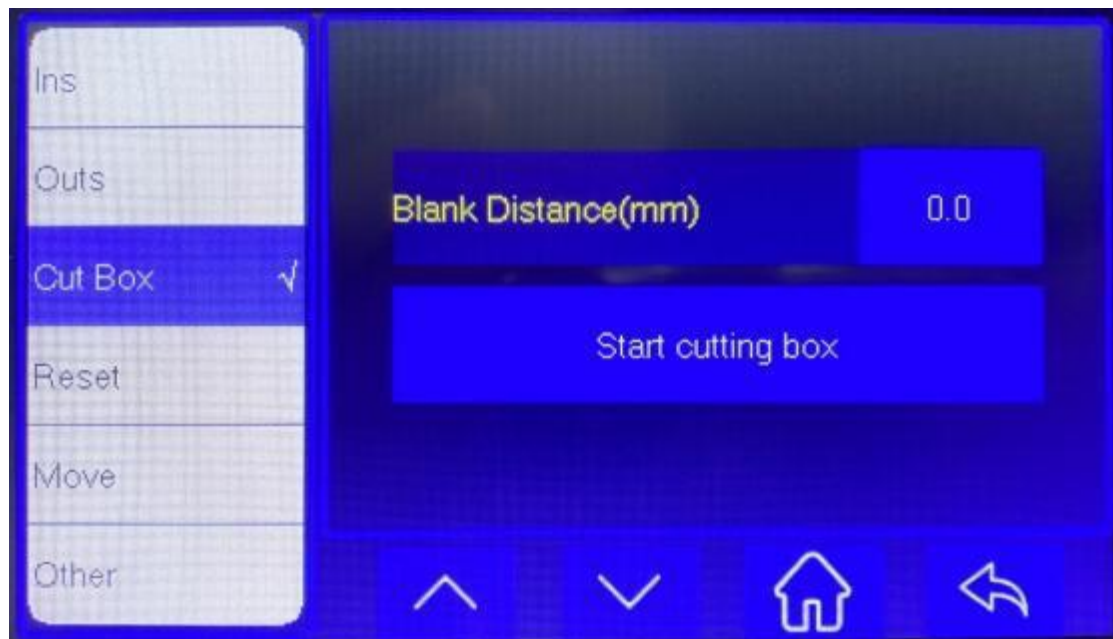 Ins
Outs
Cut Box √
Reset
Move
Other
Blank Distance(mm) 0.0
Start cutting box